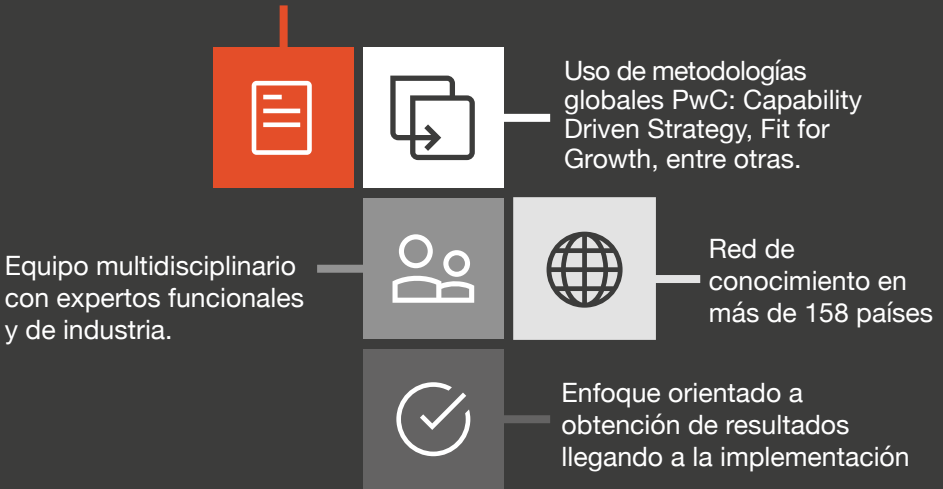 Uso de metodologías
globales PwC: Capability
Driven Strategy, Fit for
Growth, entre otras.
Equipo multidisciplinario
con expertos funcionales
y de industria.
Red de
conocimiento en
más de 158 países
Enfoque orientado a
obtención de resultados
llegando a la implementación